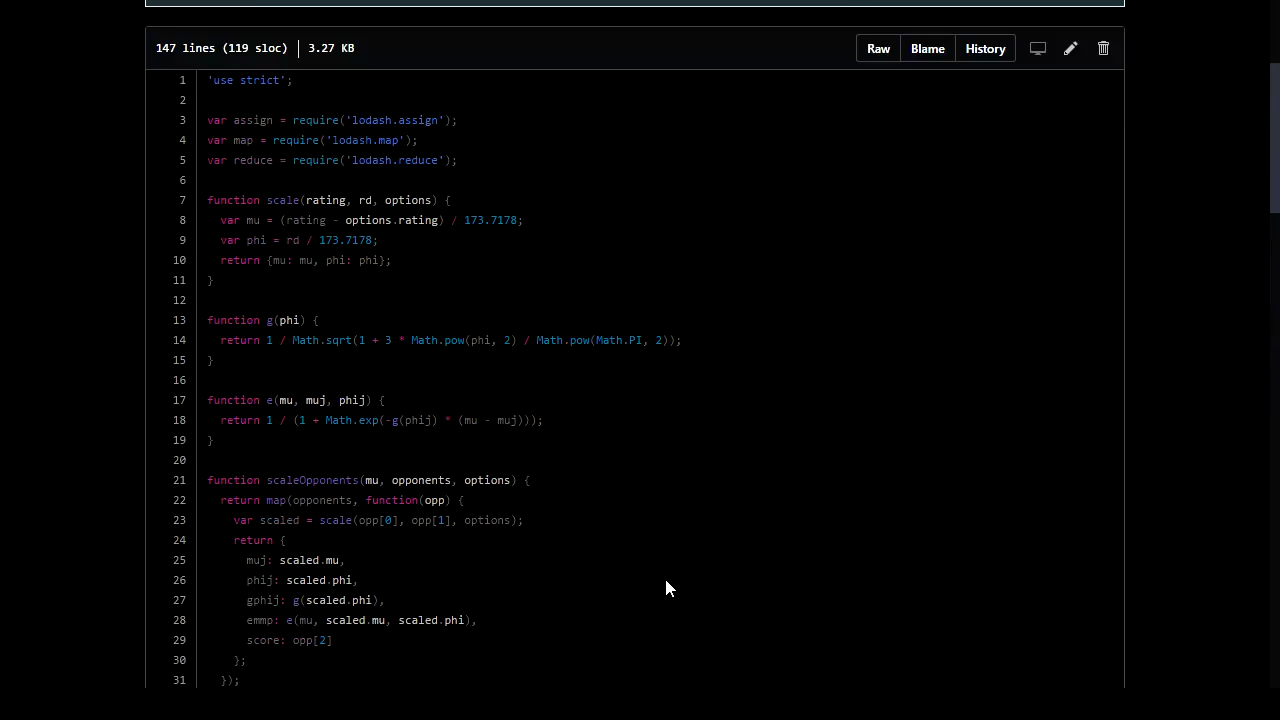 147 lines (119 sloc) 3.27 KB Raw Blame History
1 'use strict';
2
3 var assign = require('lodash.assign');
4 var map = require('lodash.map');
5 var reduce = require('lodash.reduce');
6
7 function scale(rating, rd, options) {
8 var mu = (rating - options.rating) / 173.7178;
9 var phi = rd / 173.7178;
10 return {mu: mu, phi: phi};
11 }
12
13 function g(phi) {
14 return 1 / Math.sqrt(1 + 3 * Math.pow(phi, 2) / Math.pow(Math.PI, 2));
15 }
16
17 function e(mu, muj, phij) {
18 return 1 / (1 + Math.exp(-g(phij) * (mu - muj)));
19 }
20
21 function scaleOpponents(mu, opponents, options) {
22 return map(opponents, function(opp) {
23 var scaled = scale(opp[0], opp[1], options);
24 return {
25 muj: scaled.mu,
26 phij: scaled.phi,
27 gphij: g(scaled.phi),
28 emmp: e(mu, scaled.mu, scaled.phi),
29 score: opp[2]
30 };
31 });